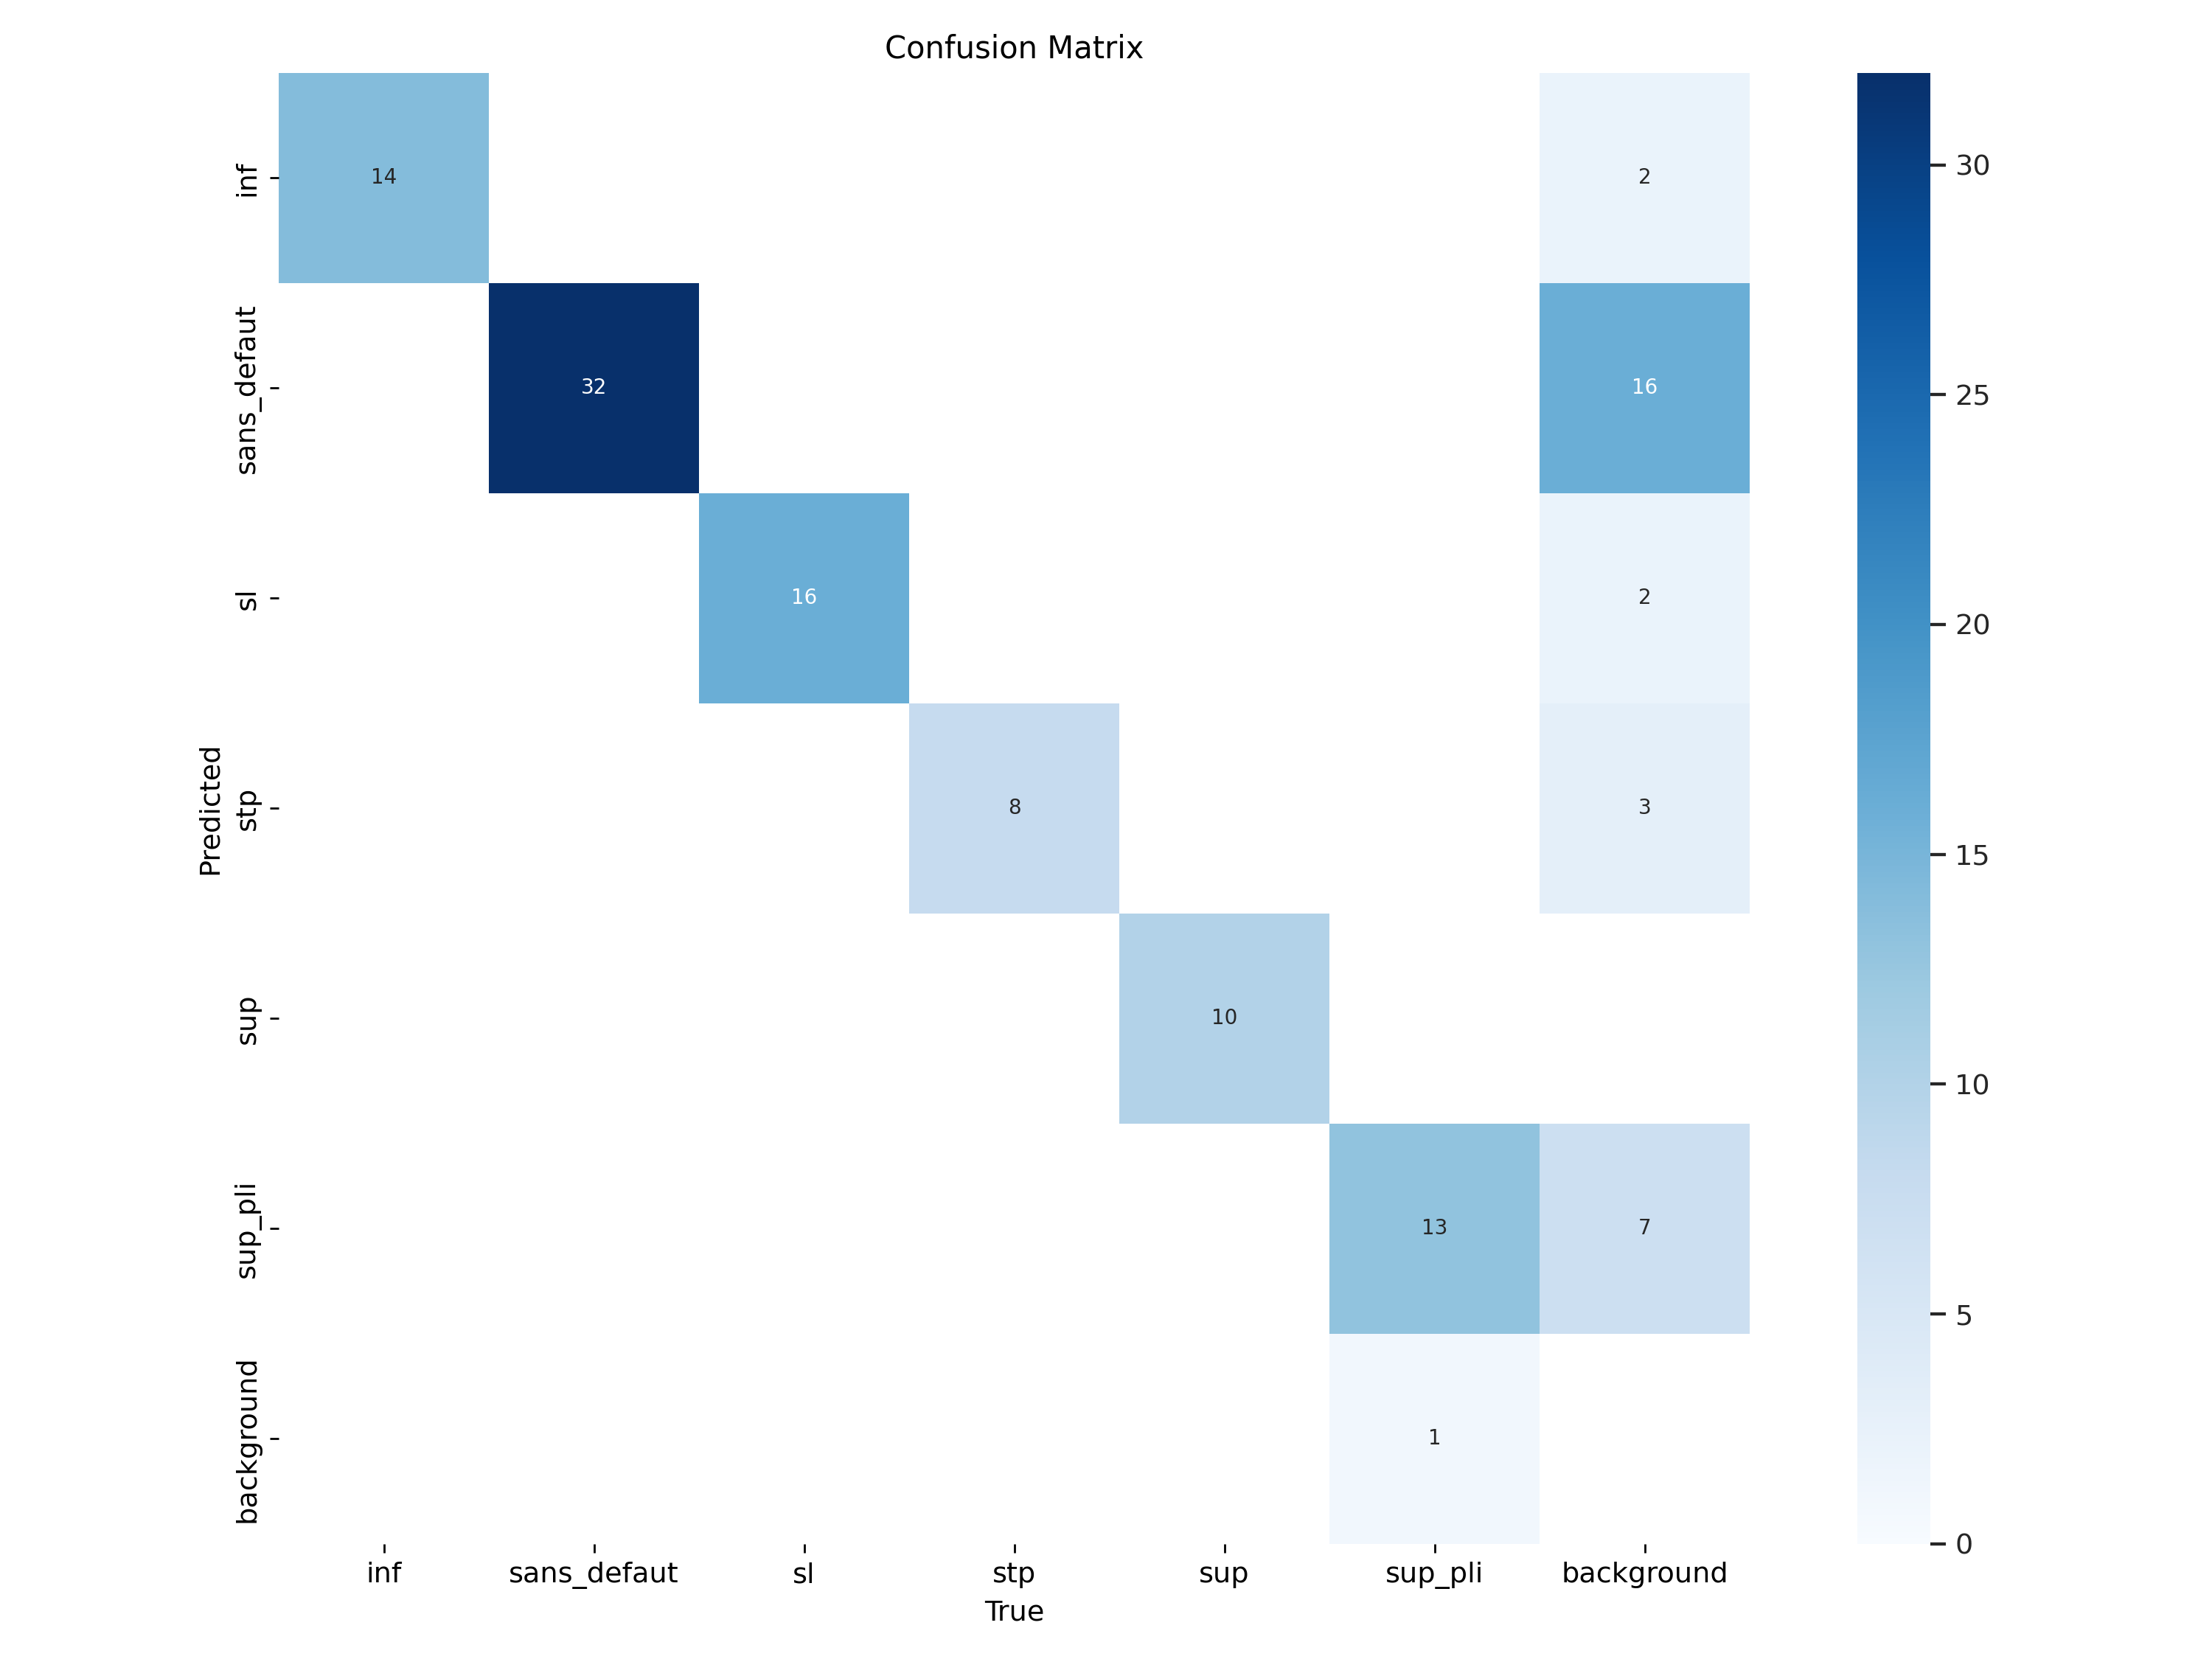 Confusion Matrix
inf
14
2
30
sans_defaut
32
16
25
sl
16
2
20
Predicted
stp
8
3
15
sup
10
10
sup_pli
13
7
5
background
1
0
inf sans_defaut sl stp sup sup_pli background
True